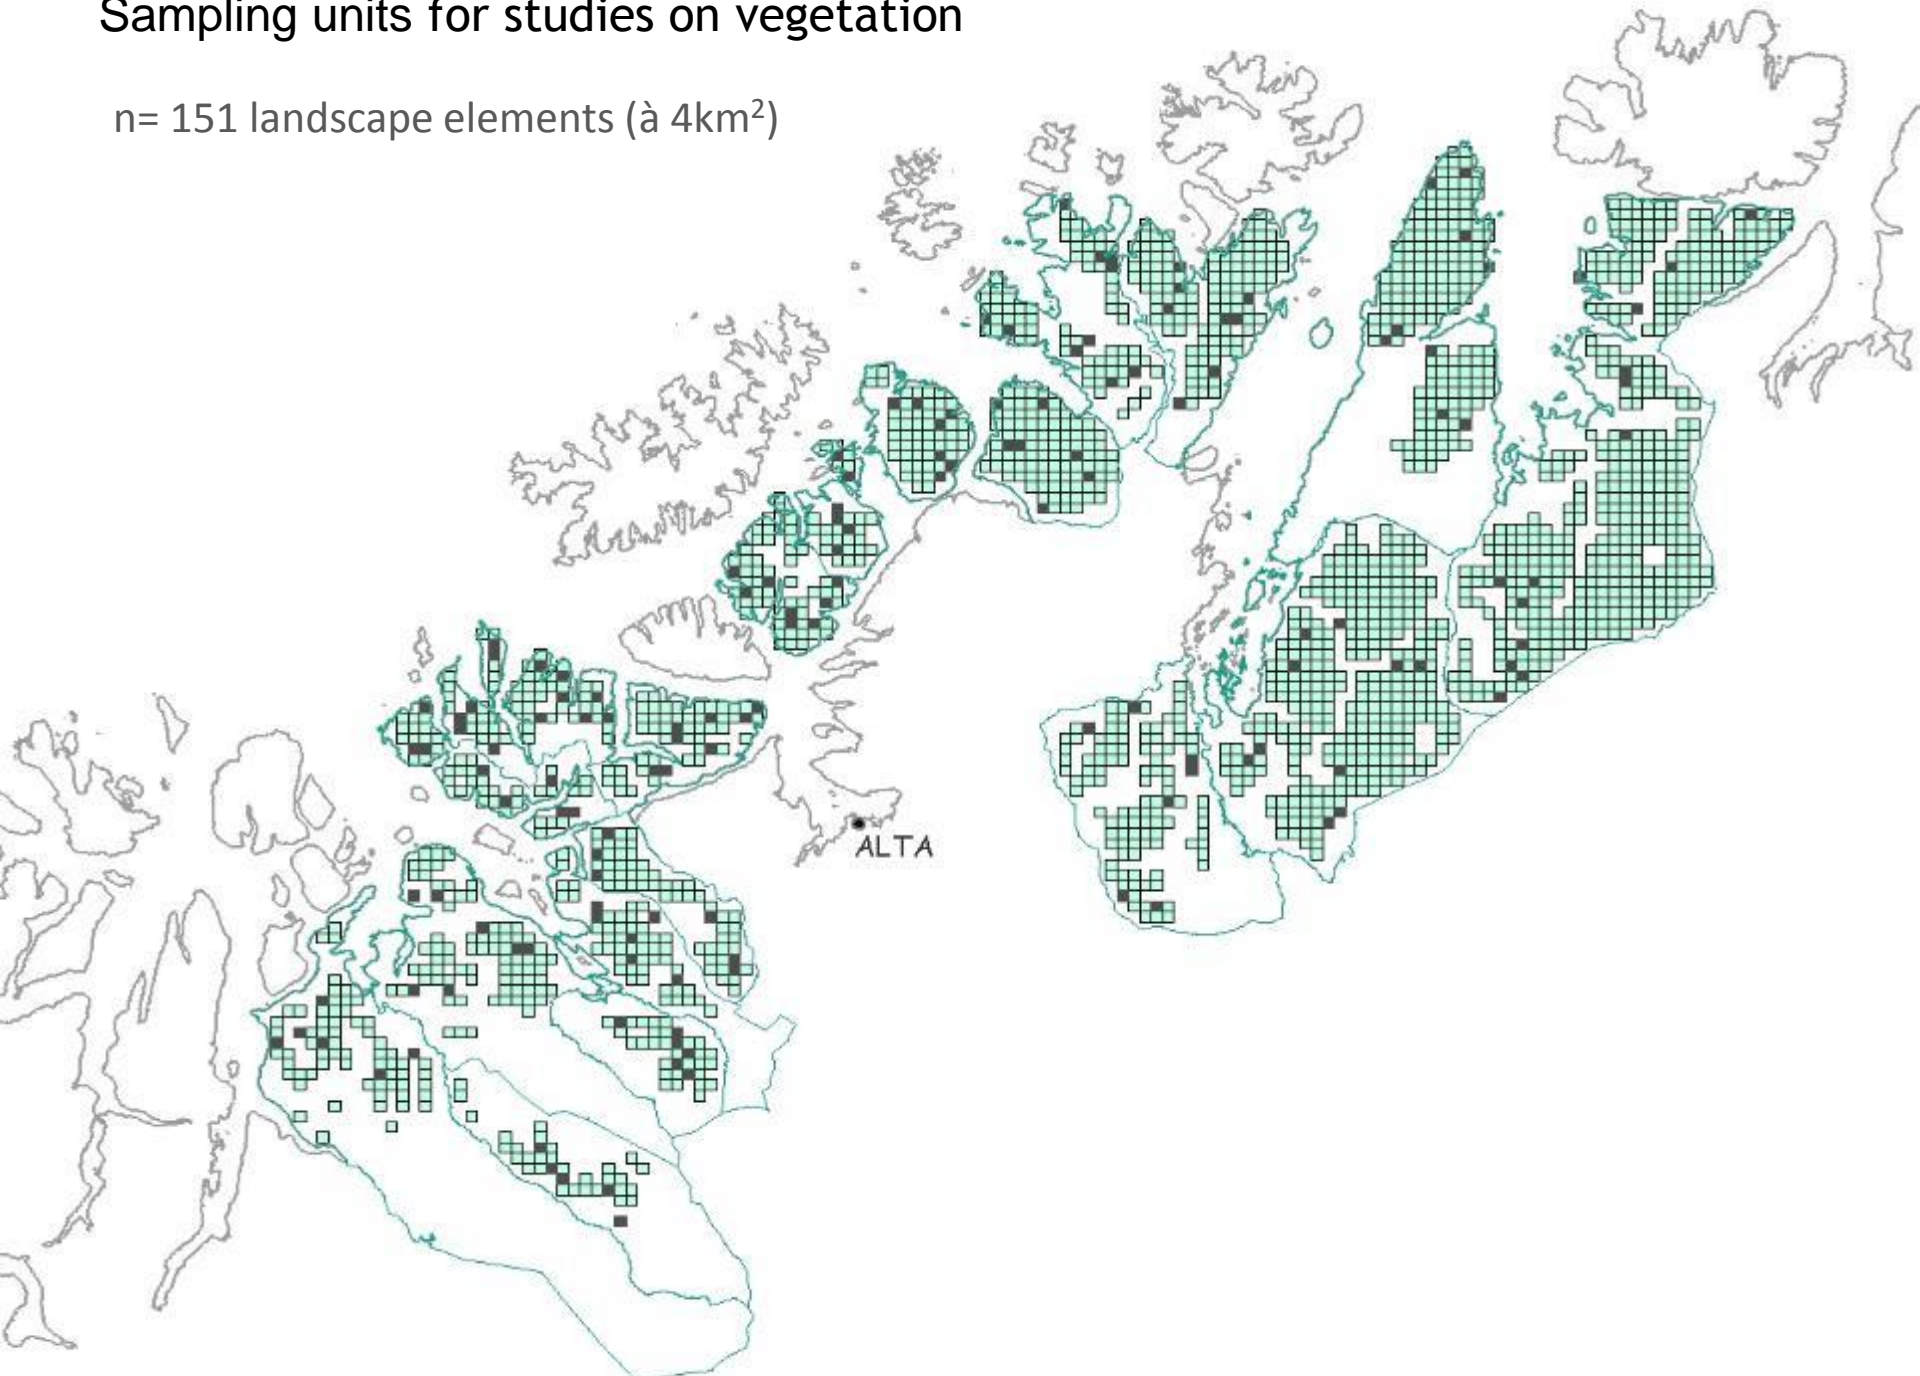 Sampling units for studies on vegetation
n= 151 landscape elements (à 4km²)
ALTA